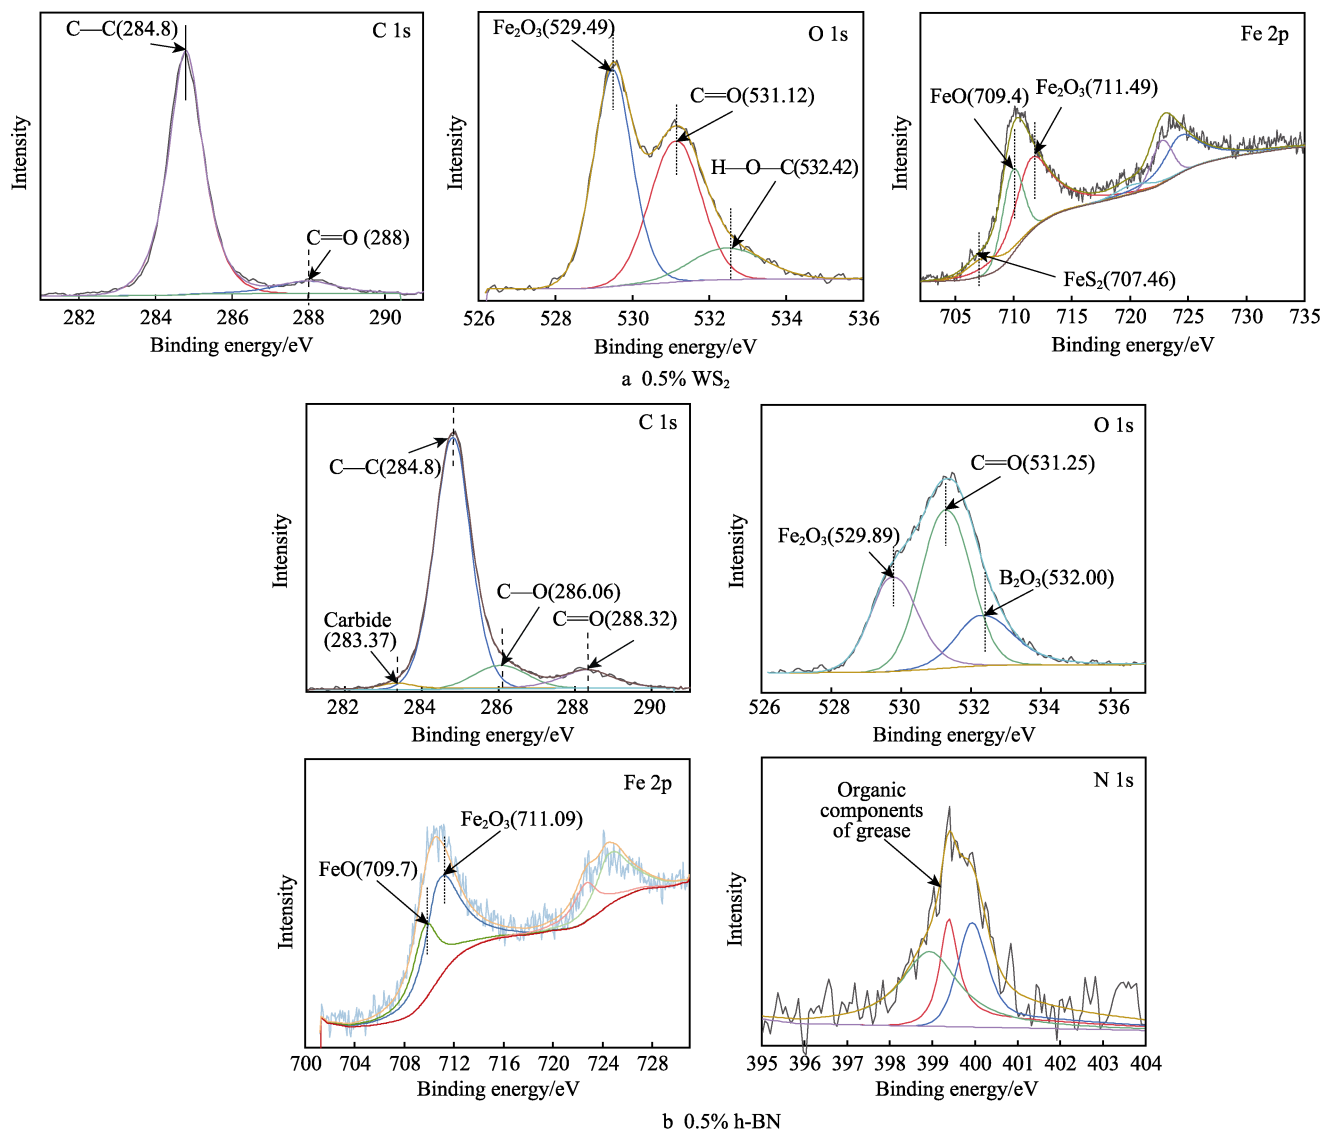 C 1s
C—C(284.8)
C=O (288)
Intensity
282 284 286 288 290
Binding energy/eV
O 1s
Fe₂O₃(529.49)
C=O(531.12)
H—O—C(532.42)
Intensity
526 528 530 532 534 536
Binding energy/eV
Fe 2p
FeO(709.4)
Fe₂O₃(711.49)
FeS₂(707.46)
Intensity
705 710 715 720 725 730 735
Binding energy/eV
a 0.5% WS₂
C 1s
C—C(284.8)
C—O(286.06)
C=O(288.32)
Carbide
(283.37)
Intensity
282 284 286 288 290
Binding energy/eV
O 1s
C=O(531.25)
Fe₂O₃(529.89)
B₂O₃(532.00)
Intensity
526 528 530 532 534 536
Binding energy/eV
Fe 2p
Fe₂O₃(711.09)
FeO(709.7)
Intensity
700 704 708 712 716 720 724 728
Binding energy/eV
N 1s
Organic
components
of grease
Intensity
395 396 397 398 399 400 401 402 403 404
Binding energy/eV
b 0.5% h-BN